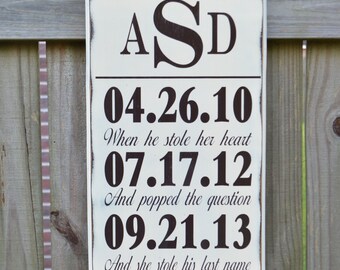 ASD
04.26.10
When he stole her heart
07.17.12
And popped the question
09.21.13
And she stole his last name